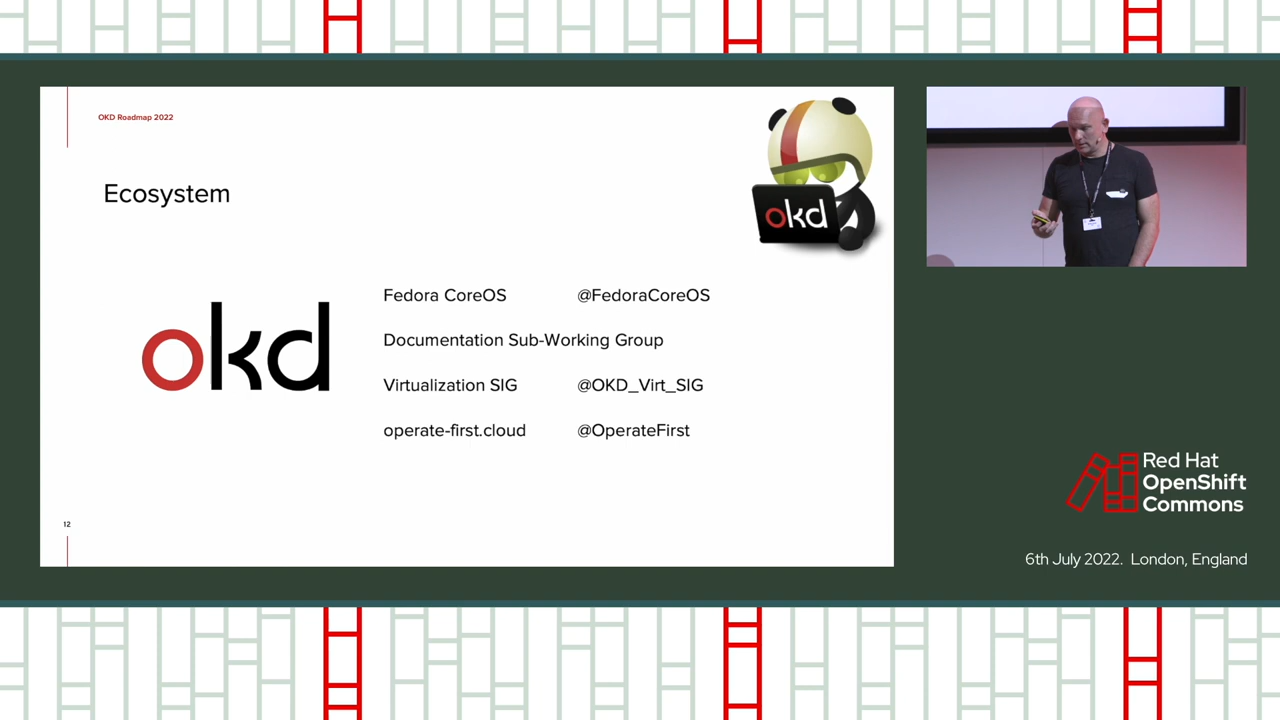 OKD Roadmap 2022
okd
Ecosystem
okd
Fedora CoreOS @FedoraCoreOS
Documentation Sub-Working Group
Virtualization SIG @OKD_Virt_SIG
operate-first.cloud @OperateFirst
12
Red Hat
OpenShift
Commons
6th July 2022. London, England